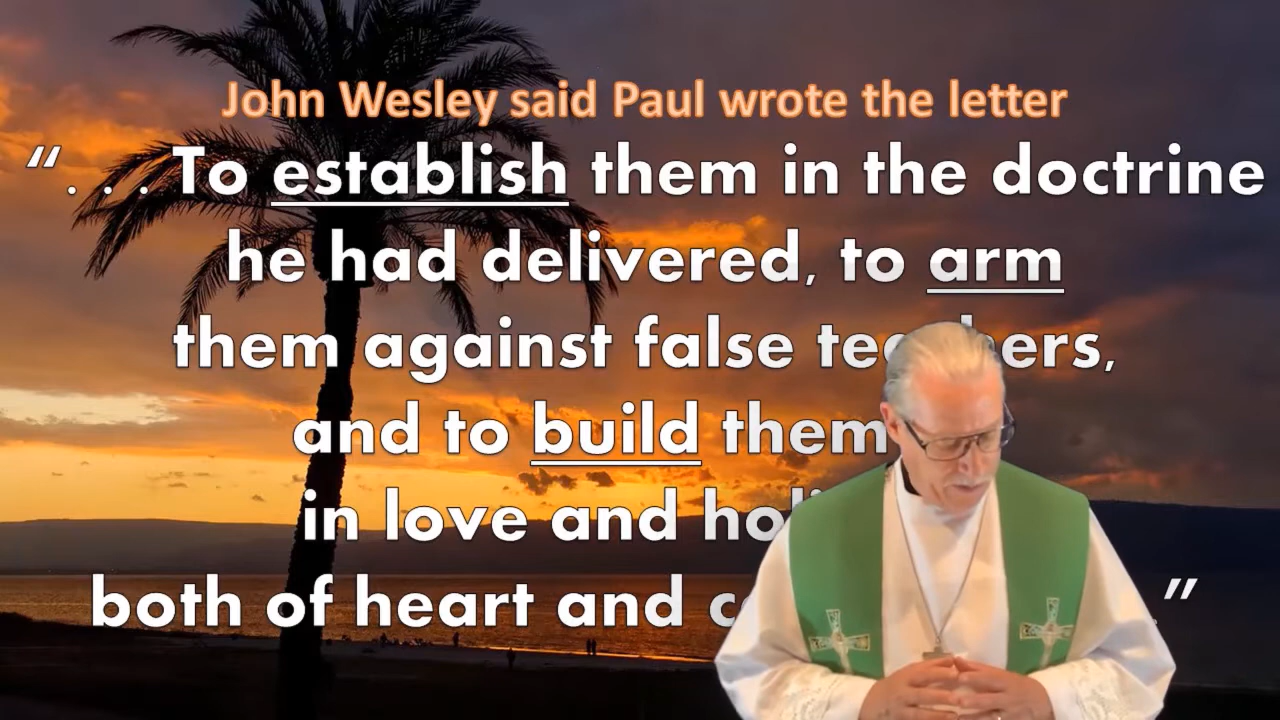 John Wesley said Paul wrote the letter
“. . . To establish them in the doctrine
he had delivered, to arm
them against false teachers,
and to build them
in love and
both of heart and ”